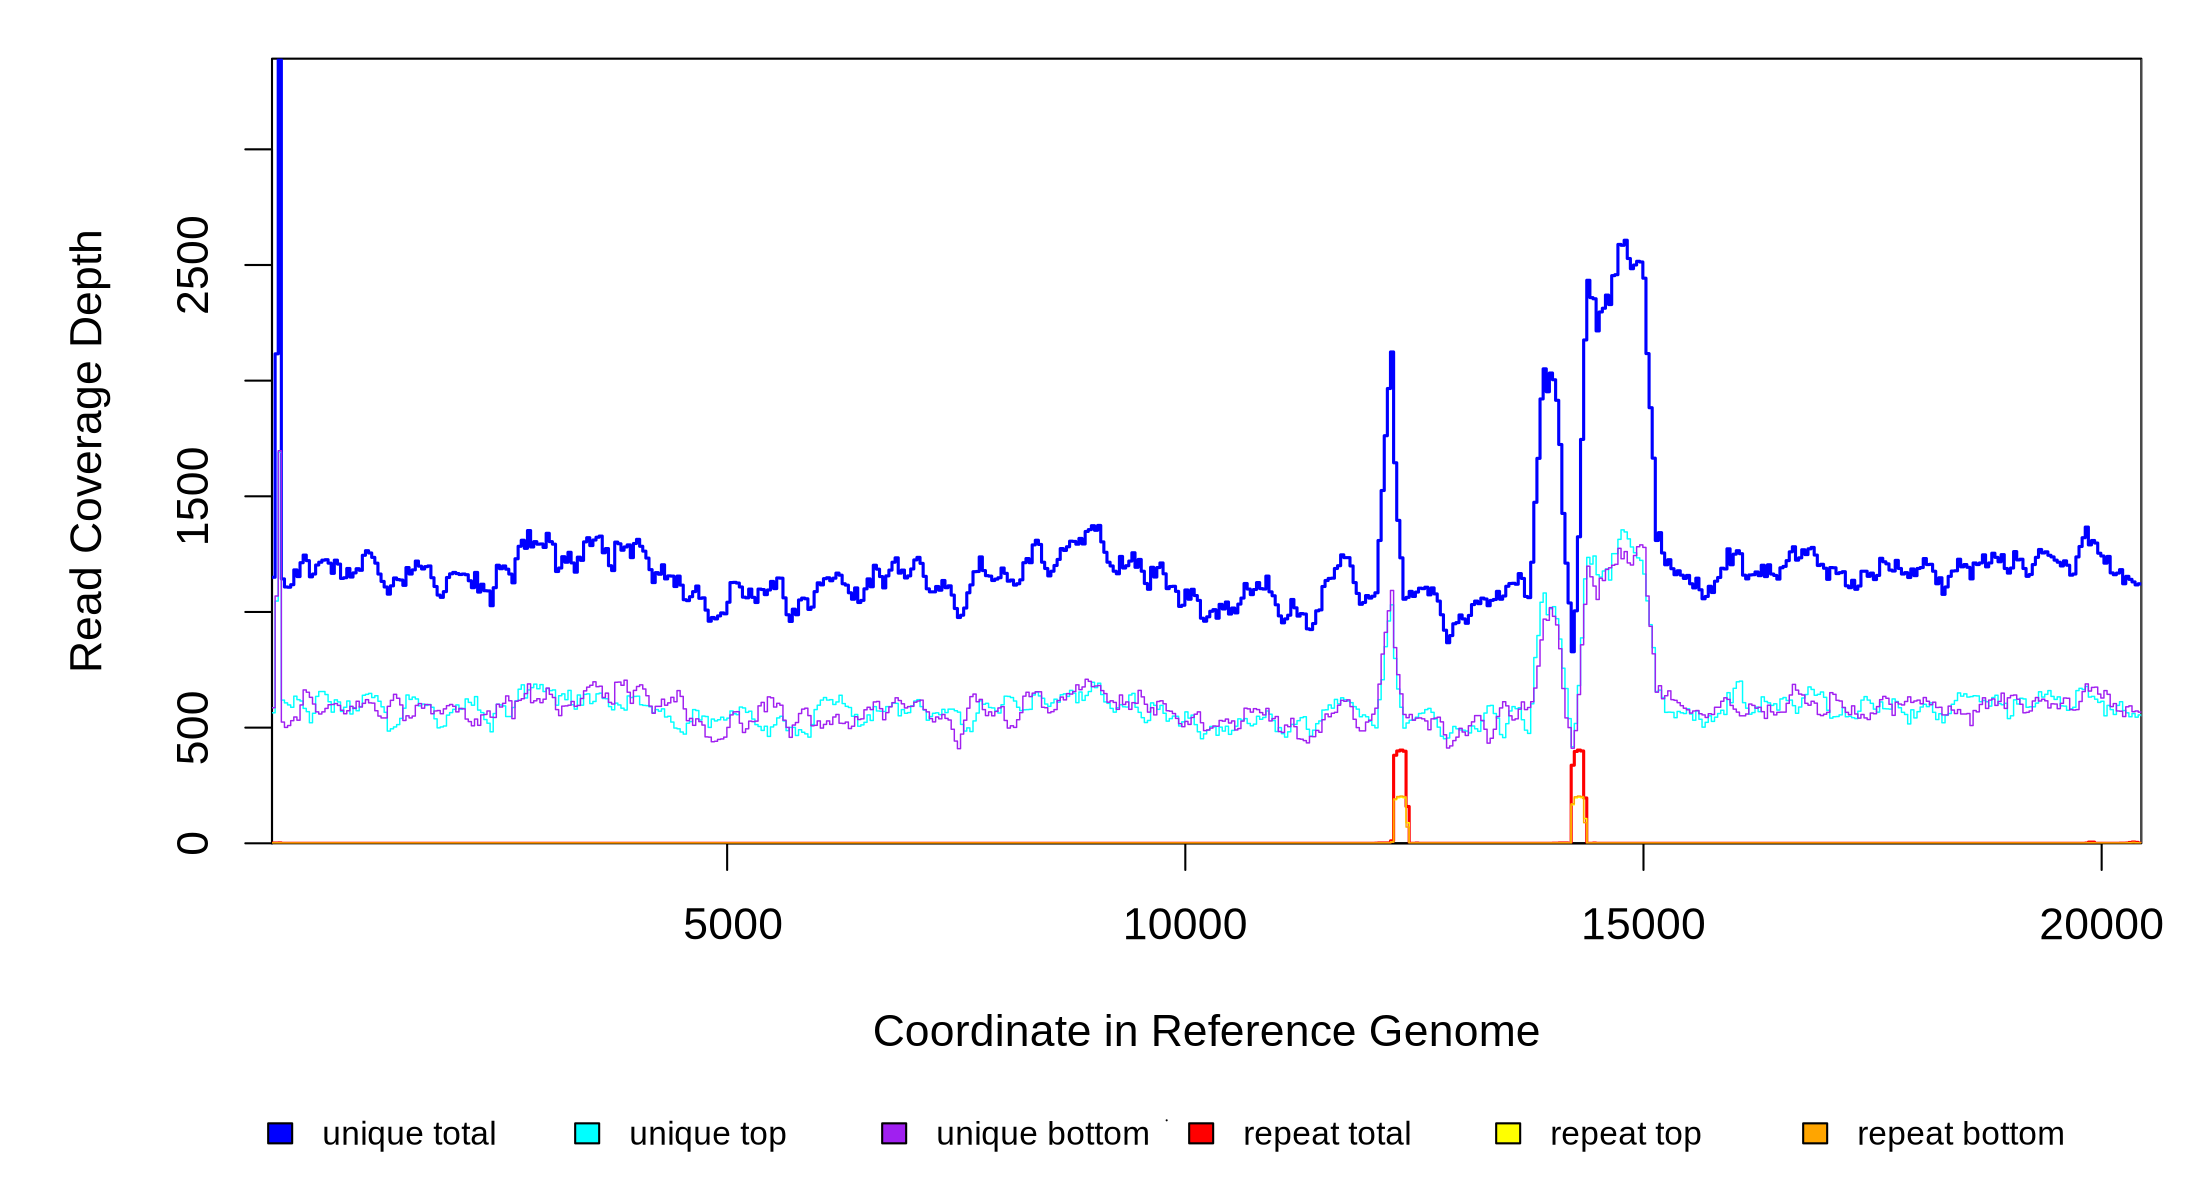 Read Coverage Depth
2500
1500
500
0
5000 10000 15000 20000
Coordinate in Reference Genome
unique total unique top unique bottom repeat total repeat top repeat bottom